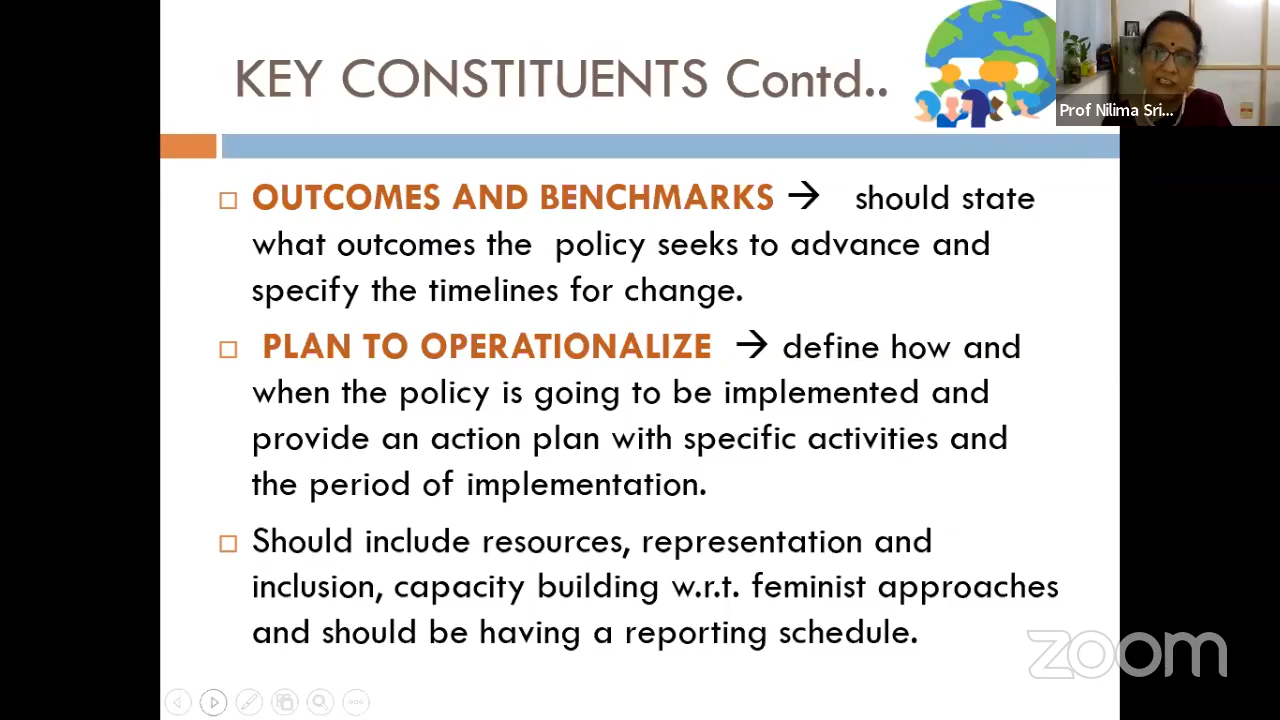 KEY CONSTITUENTS Contd..
Prof Nilima Sri...
OUTCOMES AND BENCHMARKS → should state
what outcomes the policy seeks to advance and
specify the timelines for change.
PLAN TO OPERATIONALIZE → define how and
when the policy is going to be implemented and
provide an action plan with specific activities and
the period of implementation.
Should include resources, representation and
inclusion, capacity building w.r.t. feminist approaches
and should be having a reporting schedule.
zoom